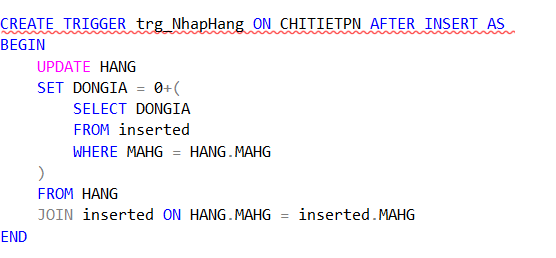 CREATE TRIGGER trg_NhapHang ON CHITIETPN AFTER INSERT AS
BEGIN
    UPDATE HANG
    SET DONGIA = 0+(
        SELECT DONGIA
        FROM inserted
        WHERE MAHG = HANG.MAHG
    )
    FROM HANG
    JOIN inserted ON HANG.MAHG = inserted.MAHG
END